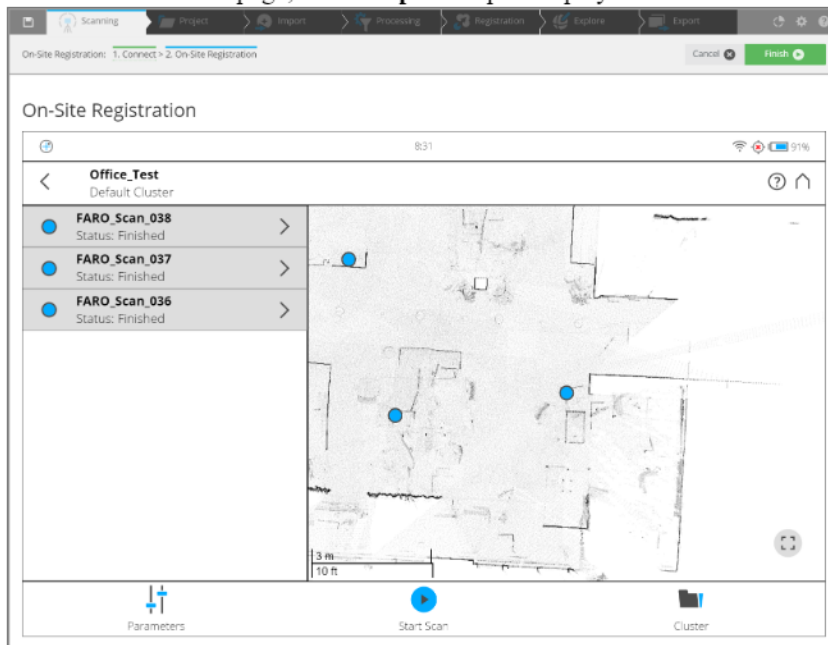 Scanning
Project
Import
Processing
Registration
Explore
Export
On-Site Registration: 1. Connect > 2. On-Site Registration
Cancel
Finish
On-Site Registration
8:31
91%
Office_Test
Default Cluster
FARO_Scan_038
Status: Finished
FARO_Scan_037
Status: Finished
FARO_Scan_036
Status: Finished
3 m
10 ft
Parameters
Start Scan
Cluster